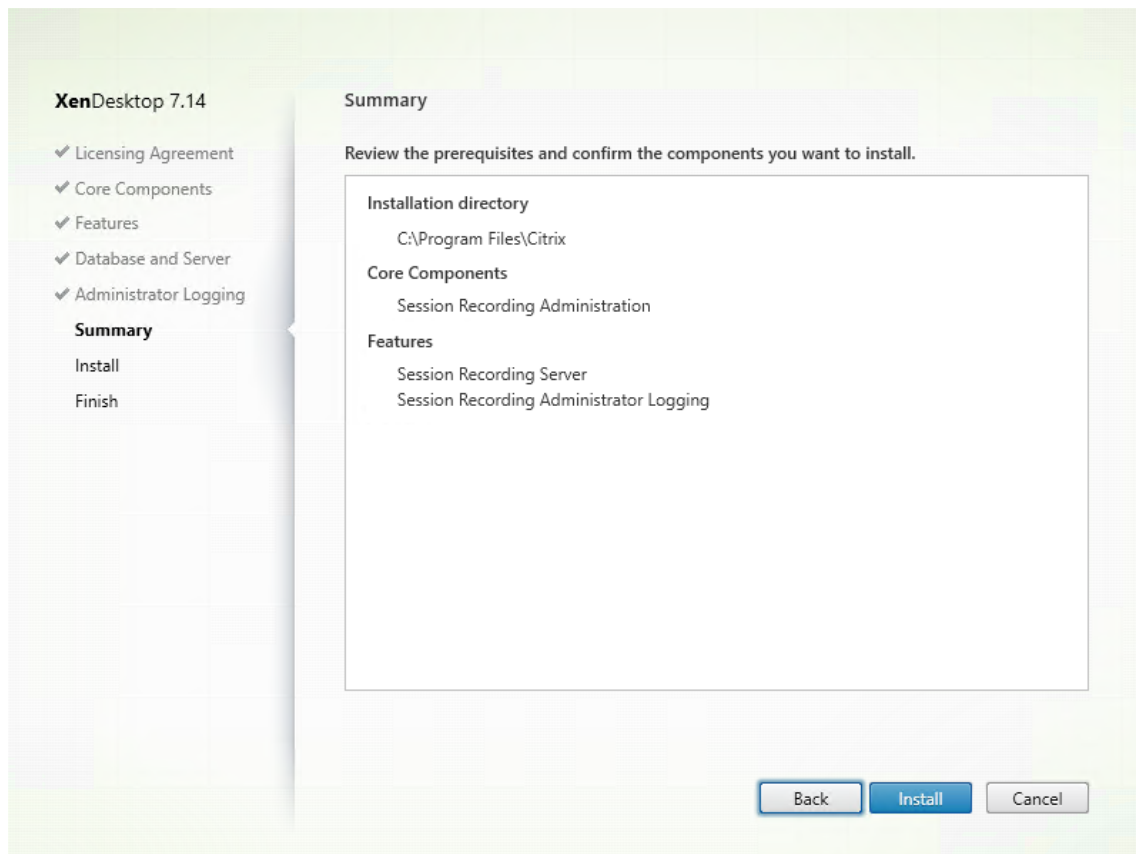 XenDesktop 7.14
Licensing Agreement
Core Components
Features
Database and Server
Administrator Logging
Summary
Install
Finish
Summary
Review the prerequisites and confirm the components you want to install.
Installation directory
C:\Program Files\Citrix
Core Components
Session Recording Administration
Features
Session Recording Server
Session Recording Administrator Logging
Back
Install
Cancel